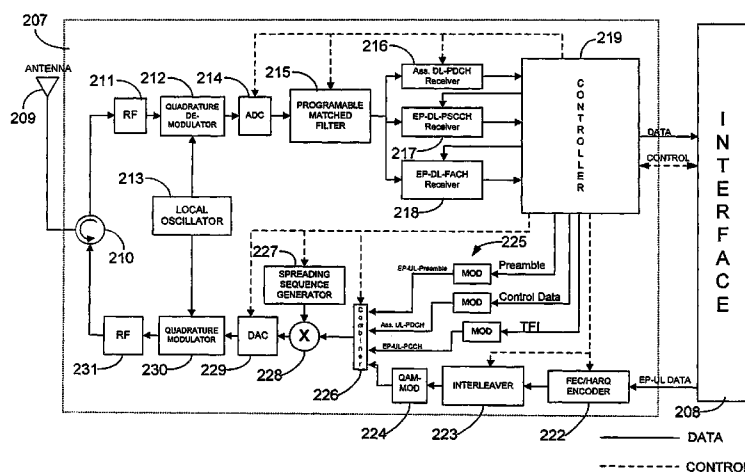 207
ANTENNA
209
211
RF
212
QUADRATURE
DE-
MODULATOR
214
ADC
215
PROGRAMABLE
MATCHED
FILTER
216
Ass. DL-PDCH
Receiver
EP-DL-PSCCH
Receiver
217
EP-DL-FACH
Receiver
218
219
CONTROLLER
DATA
CONTROL
INTERFACE
208
213
LOCAL
OSCILLATOR
210
227
SPREADING
SEQUENCE
GENERATOR
225
EP-UL-Preamble
MOD
Preamble
Ass. UL-PDCH
MOD
Control Data
EP-UL-PCCH
MOD
TFI
Combiner
226
X
228
DAC
229
QUADRATURE
MODULATOR
230
RF
231
QAM-
MOD
224
INTERLEAVER
223
FEC/HARQ
ENCODER
222
EP-UL DATA
DATA
CONTROL